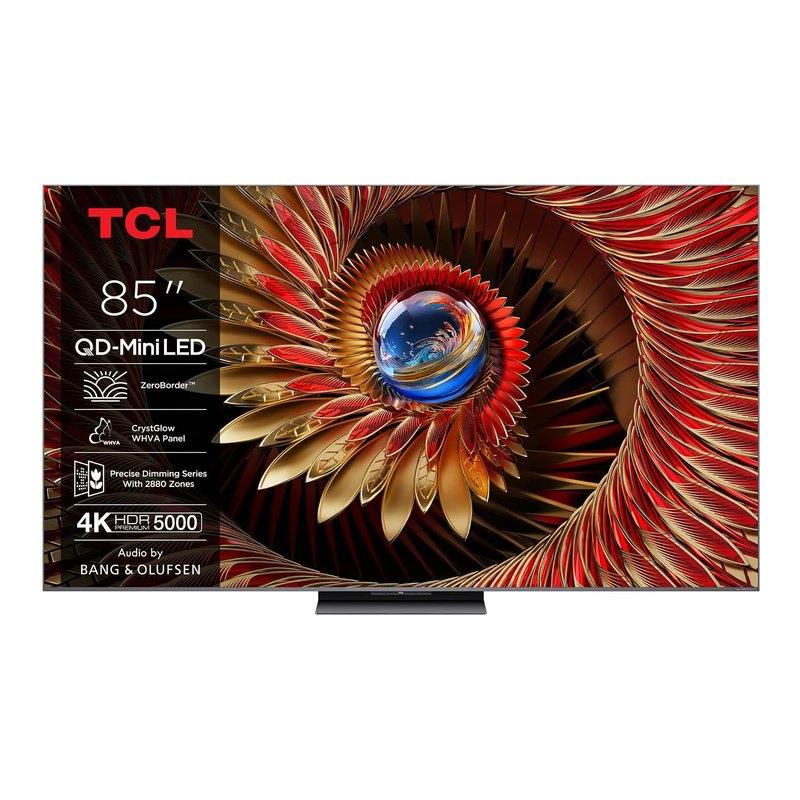 TCL
85"
QD-Mini LED
ZeroBorder™
CrystGlow
WHVA Panel
WHVA
Precise Dimming Series
With 2880 Zones
4K HDR PREMIUM 5000
Audio by
BANG & OLUFSEN
TCL